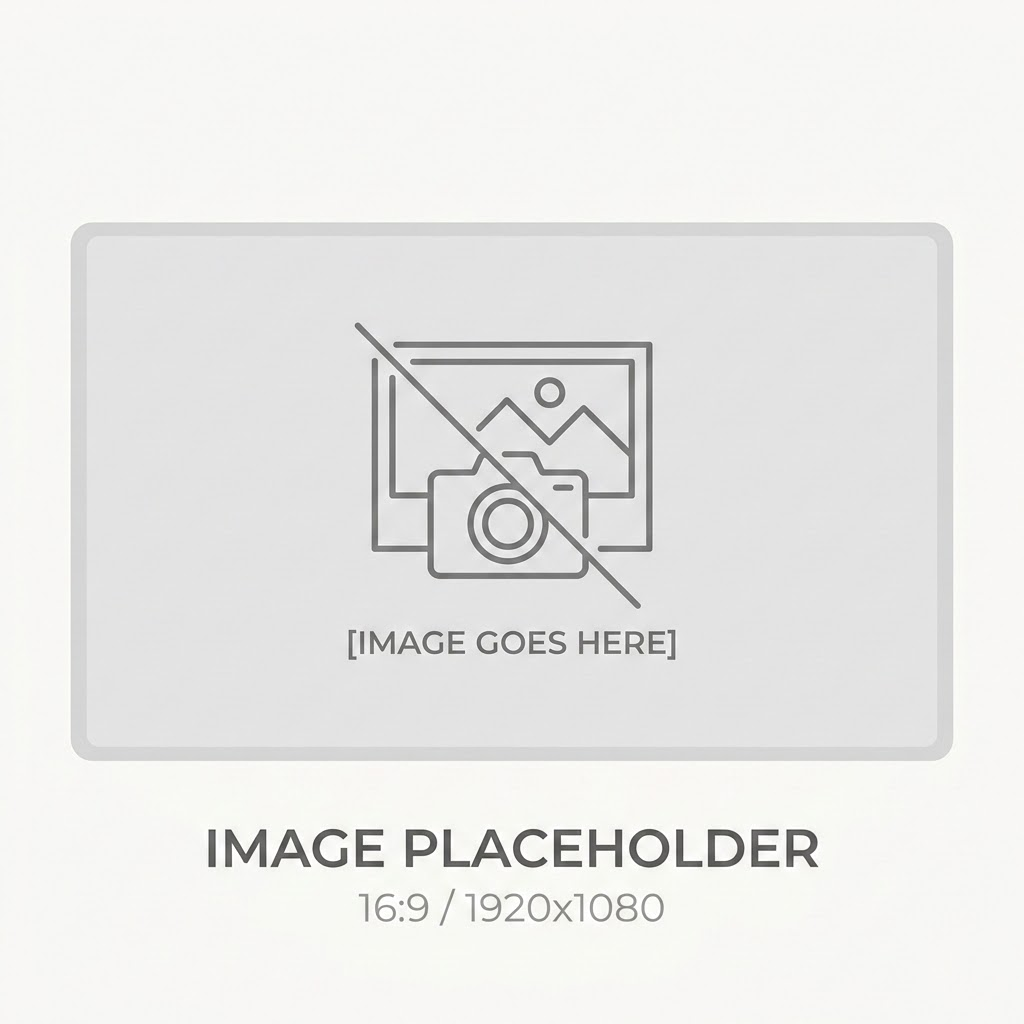 [IMAGE GOES HERE]
IMAGE PLACEHOLDER
16:9 / 1920x1080